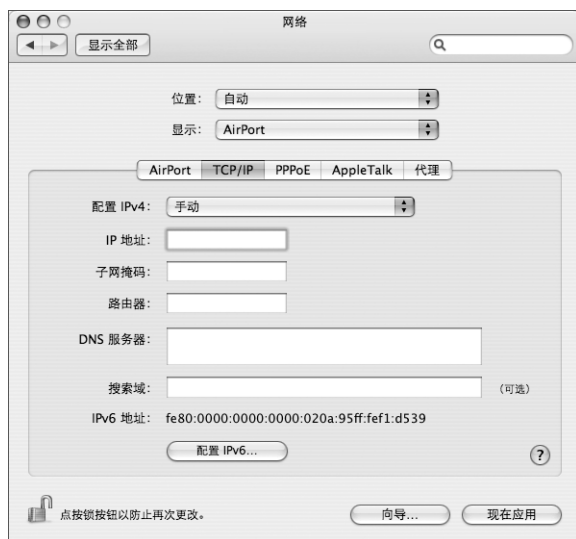 网络
显示全部
位置： 自动
显示： AirPort
AirPort TCP/IP PPPoE AppleTalk 代理
配置 IPv4： 手动
IP 地址：
子网掩码：
路由器：
DNS 服务器：
搜索域： (可选)
IPv6 地址： fe80:0000:0000:0000:020a:95ff:fef1:d539
配置 IPv6...
?
点按锁按钮以防止再次更改。 向导... 现在应用